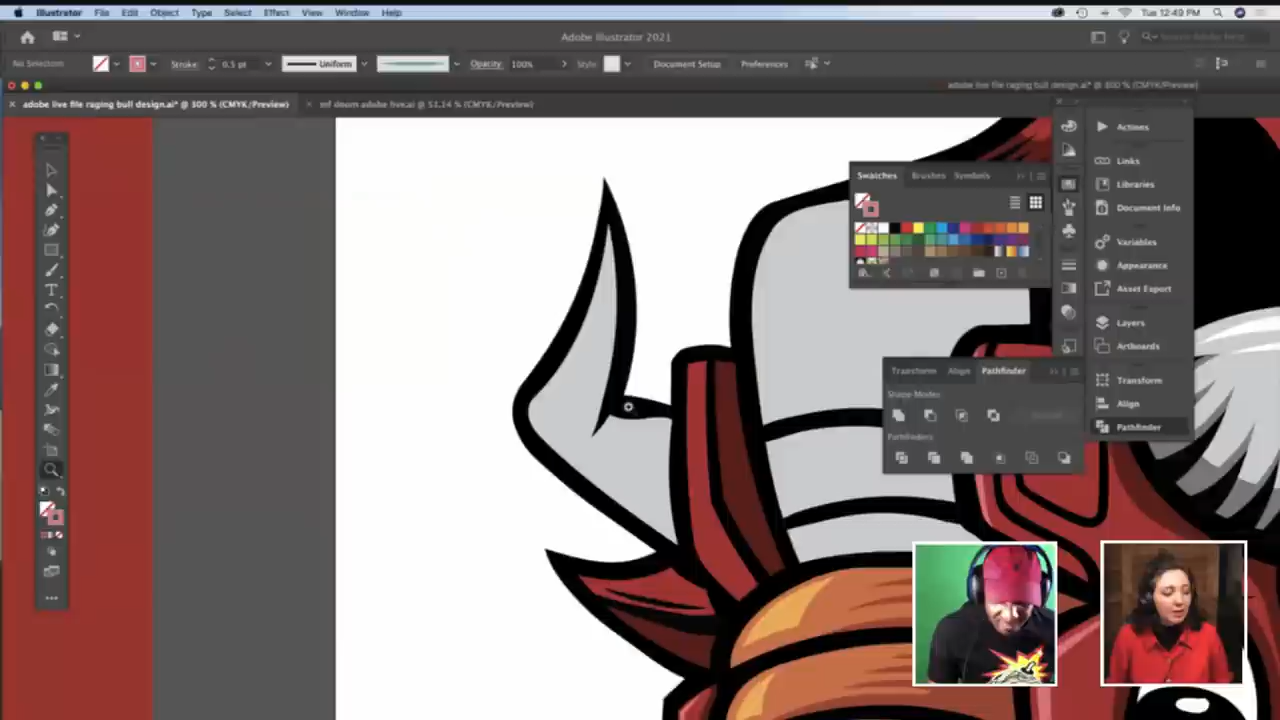 Illustrator File Edit Object Type Select Effect View Window Help Tue 12:49 PM
Adobe Illustrator 2021
No Selection Stroke: 0.5 pt Uniform Opacity: 100% Style: Document Setup Preferences
adobe live file raging bull design.ai* @ 300 % (CMYK/Preview)
adobe live file raging bull design.ai* @ 300 % (CMYK/Preview) mf doom adobe live.ai @ 51.14 % (CMYK/Preview)
Actions
Links
Libraries
Document Info
Variables
Appearance
Asset Export
Layers
Artboards
Transform
Align
Pathfinder
Swatches Brushes Symbols
Transform Align Pathfinder
Shape Modes:
Pathfinders: